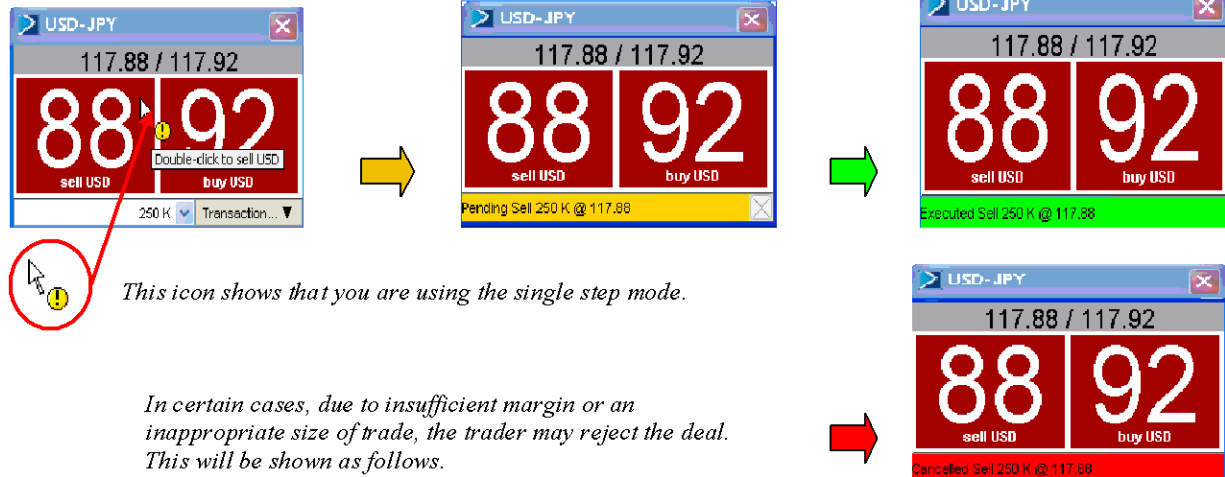 USD-JPY
117.88 / 117.92
88 92
Double-click to sell USD
sell USD buy USD
250 K Transaction...
USD-JPY
117.88 / 117.92
88 92
sell USD buy USD
Pending Sell 250 K @ 117.88
USD-JPY
117.88 / 117.92
88 92
sell USD buy USD
Executed Sell 250 K @ 117.88
This icon shows that you are using the single step mode.
In certain cases, due to insufficient margin or an
inappropriate size of trade, the trader may reject the deal.
This will be shown as follows.
USD-JPY
117.88 / 117.92
88 92
sell USD buy USD
Cancelled Sell 250 K @ 117.88